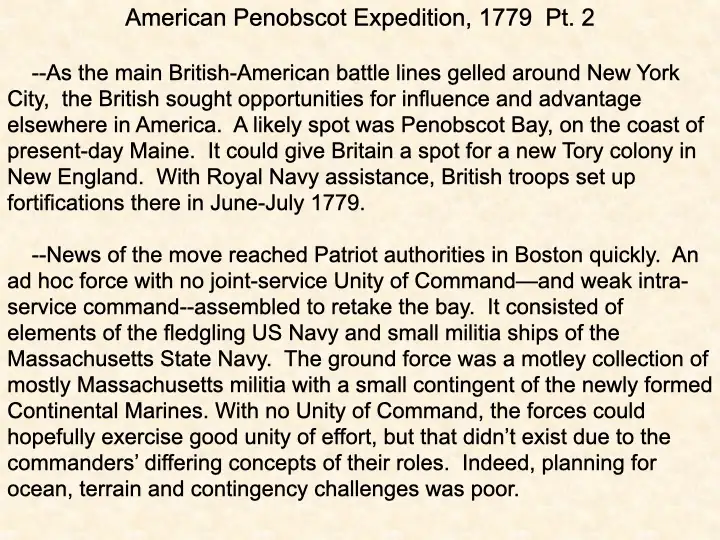 American Penobscot Expedition, 1779  Pt. 2
--As the main British-American battle lines gelled around New York
City,  the British sought opportunities for influence and advantage
elsewhere in America.  A likely spot was Penobscot Bay, on the coast of
present-day Maine.  It could give Britain a spot for a new Tory colony in
New England.  With Royal Navy assistance, British troops set up
fortifications there in June-July 1779.
--News of the move reached Patriot authorities in Boston quickly.  An
ad hoc force with no joint-service Unity of Command—and weak intra-
service command--assembled to retake the bay.  It consisted of
elements of the fledgling US Navy and small militia ships of the
Massachusetts State Navy.  The ground force was a motley collection of
mostly Massachusetts militia with a small contingent of the newly formed
Continental Marines. With no Unity of Command, the forces could
hopefully exercise good unity of effort, but that didn’t exist due to the
commanders’ differing concepts of their roles.  Indeed, planning for
ocean, terrain and contingency challenges was poor.